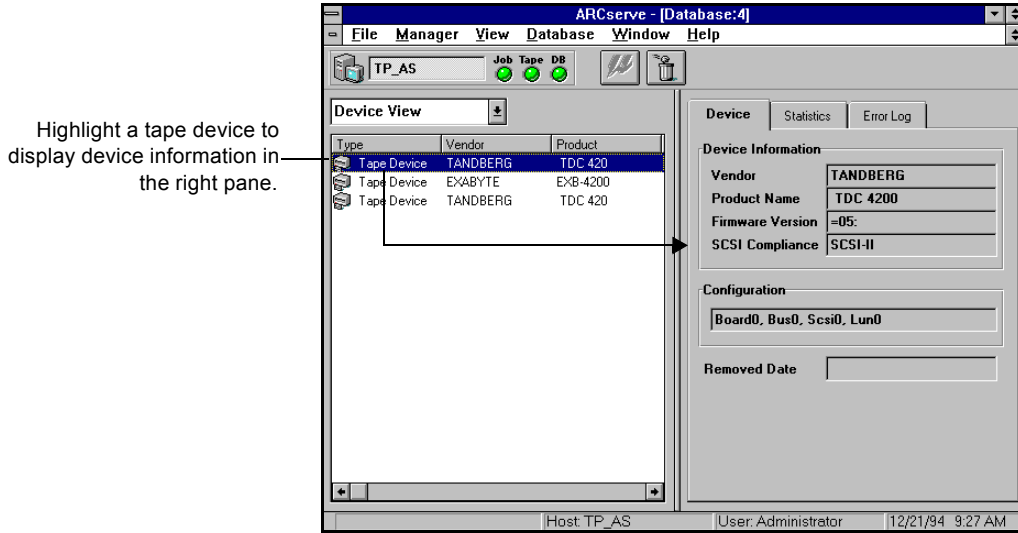 ARCserve - [Database:4]
File Manager View Database Window Help
TP_AS
Job Tape DB
Highlight a tape device to
display device information in
the right pane.
Device View
Type Vendor Product
Tape Device TANDBERG TDC 420
Tape Device EXABYTE EXB-4200
Tape Device TANDBERG TDC 420
Device Statistics Error Log
Device Information
Vendor TANDBERG
Product Name TDC 4200
Firmware Version =05:
SCSI Compliance SCSI-II
Configuration
Board0, Bus0, Scsi0, Lun0
Removed Date
Host: TP_AS User: Administrator 12/21/94 9:27 AM